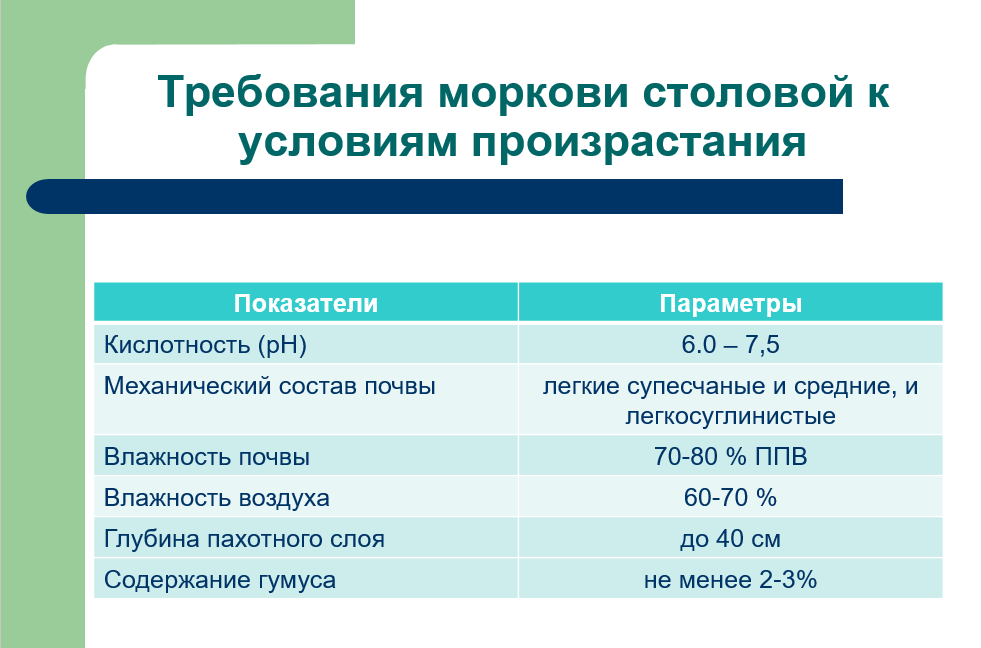 Требования моркови столовой к
условиям произрастания
Показатели Параметры
Кислотность (pH) 6.0 – 7,5
Механический состав почвы легкие супесчаные и средние, и
легкосуглинистые
Влажность почвы 70-80 % ППВ
Влажность воздуха 60-70 %
Глубина пахотного слоя до 40 см
Содержание гумуса не менее 2-3%